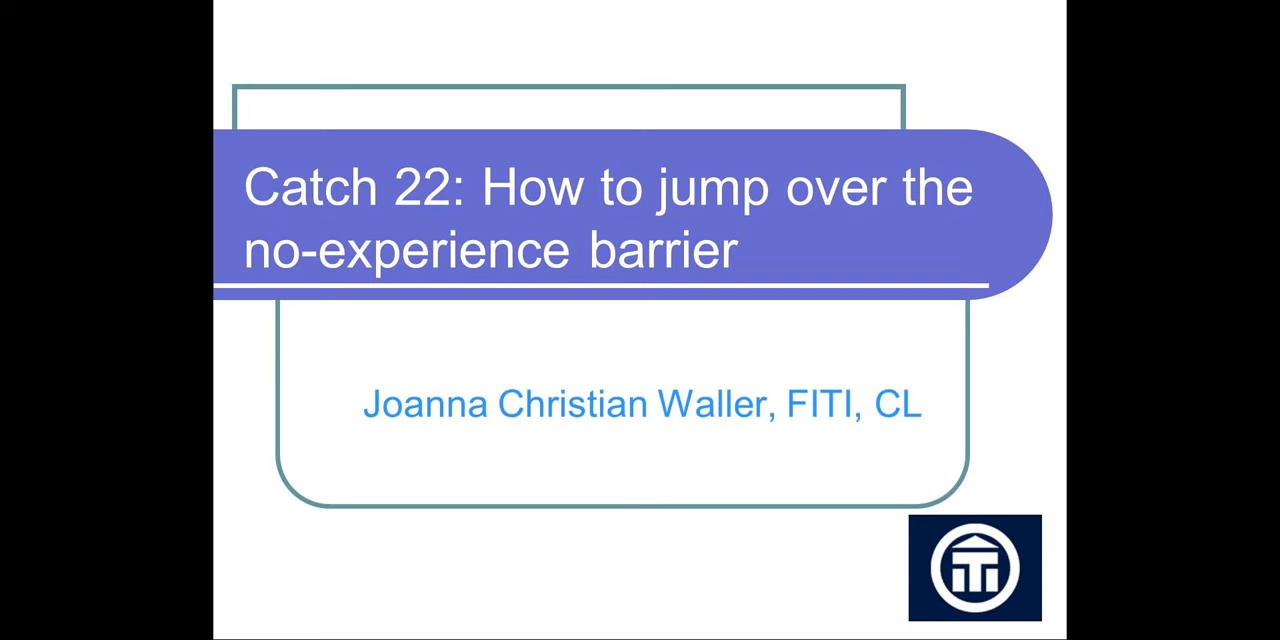 Catch 22: How to jump over the
no-experience barrier
Joanna Christian Waller, FITI, CL